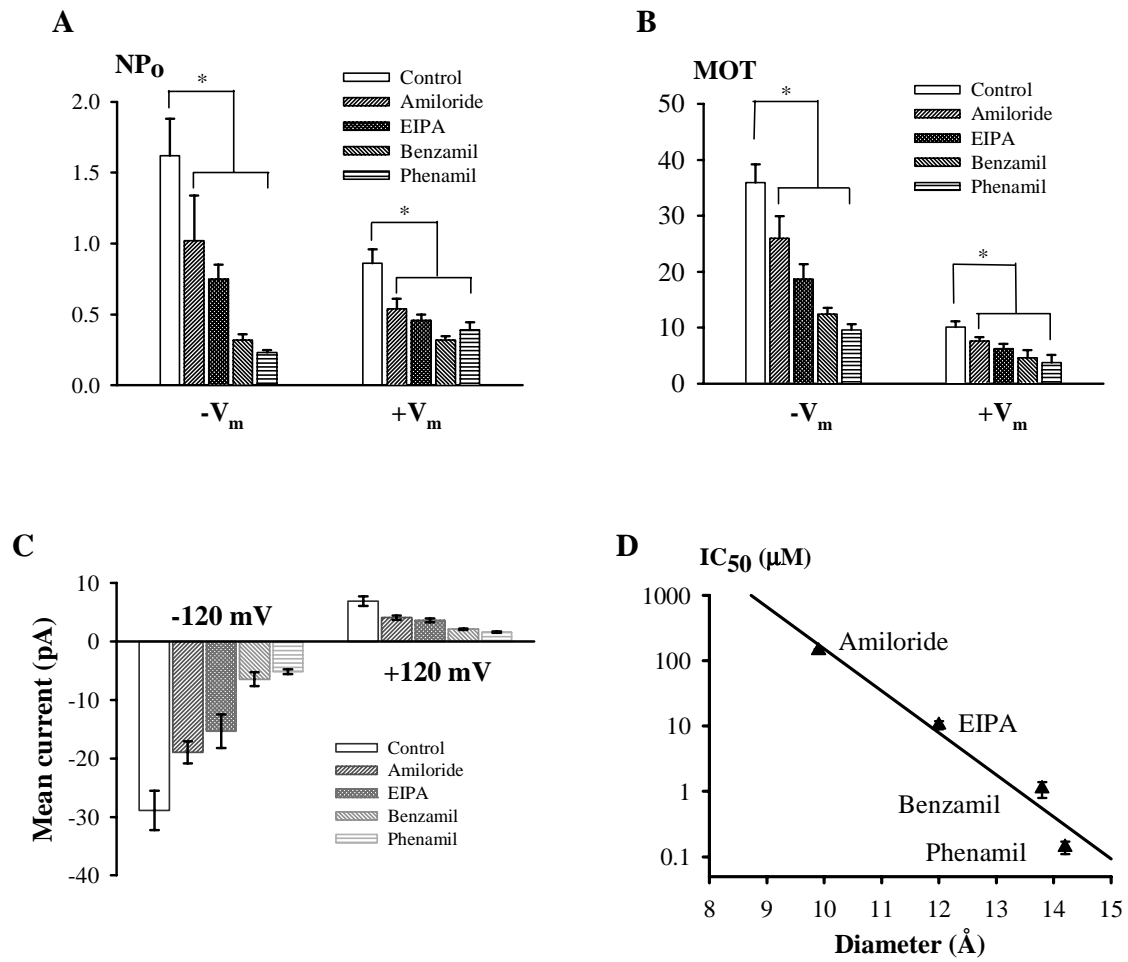 A
NPo
*
*
Control
Amiloride
EIPA
Benzamil
Phenamil
2.0
1.5
1.0
0.5
0.0
-Vm
+Vm
B
MOT
*
*
Control
Amiloride
EIPA
Benzamil
Phenamil
50
40
30
20
10
0
-Vm
+Vm
C
Mean current (pA)
10
0
-10
-20
-30
-40
-120 mV
+120 mV
Control
Amiloride
EIPA
Benzamil
Phenamil
D
IC50 (μM)
1000
100
10
1
0.1
Amiloride
EIPA
Benzamil
Phenamil
8 9 10 11 12 13 14 15
Diameter (Å)